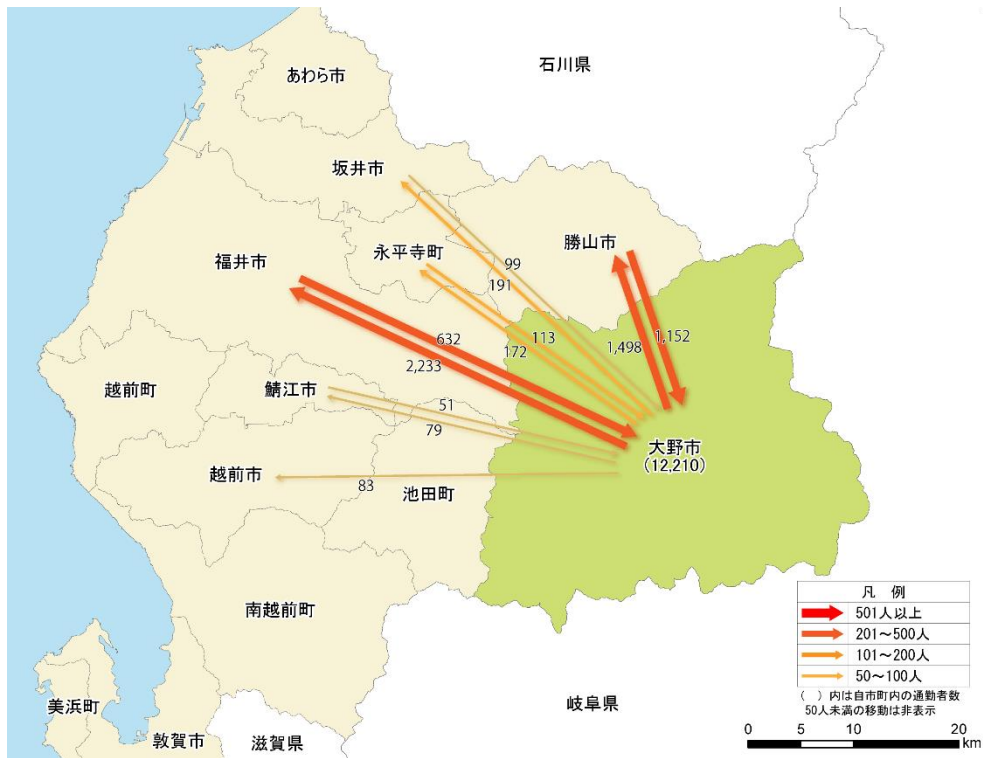 石川県
あわら市
坂井市
勝山市
永平寺町
福井市
99
191
632
2,233
113
172
1,498
1,152
越前町
鯖江市
51
79
大野市
(12,210)
越前市
83
池田町
南越前町
美浜町
敦賀市
滋賀県
岐阜県
凡 例
501人以上
201~500人
101~200人
50~100人
( )内は自市町内の通勤者数
50人未満の移動は非表示
0 5 10 20
km